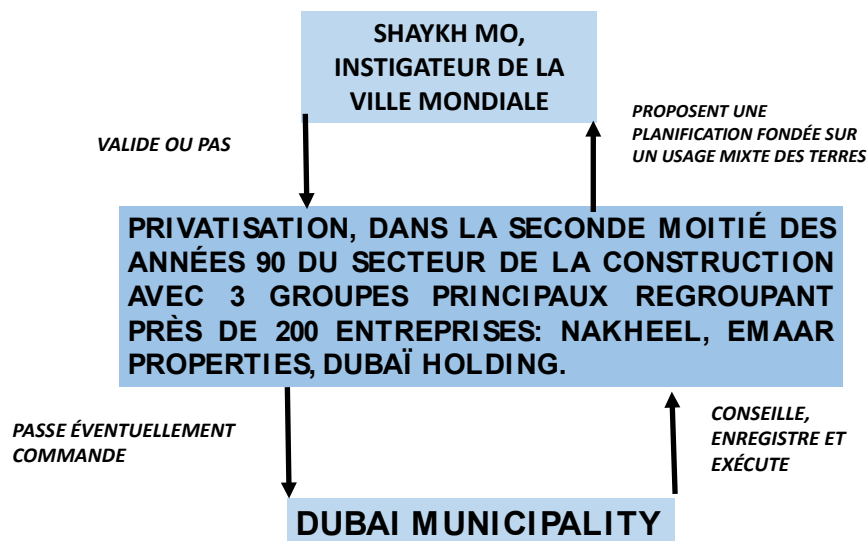 SHAYKH MO,
INSTIGATEUR DE LA
VILLE MONDIALE
VALIDE OU PAS
PROPOSENT UNE
PLANIFICATION FONDÉE SUR
UN USAGE MIXTE DES TERRES
PRIVATISATION, DANS LA SECONDE MOITIÉ DES
ANNÉES 90 DU SECTEUR DE LA CONSTRUCTION
AVEC 3 GROUPES PRINCIPAUX REGROUPANT
PRÈS DE 200 ENTREPRISES: NAKHEEL, EMAAR
PROPERTIES, DUBAÏ HOLDING.
PASSE ÉVENTUELLEMENT
COMMANDE
CONSEILLE,
ENREGISTRE ET
EXÉCUTE
DUBAI MUNICIPALITY